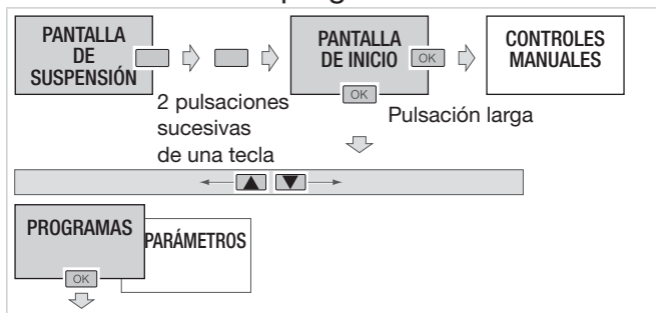 PANTALLA
DE
SUSPENSIÓN
PANTALLA
DE INICIO
OK
CONTROLES
MANUALES
OK
2 pulsaciones
sucesivas
de una tecla
Pulsación larga
PROGRAMAS
PARÁMETROS
OK